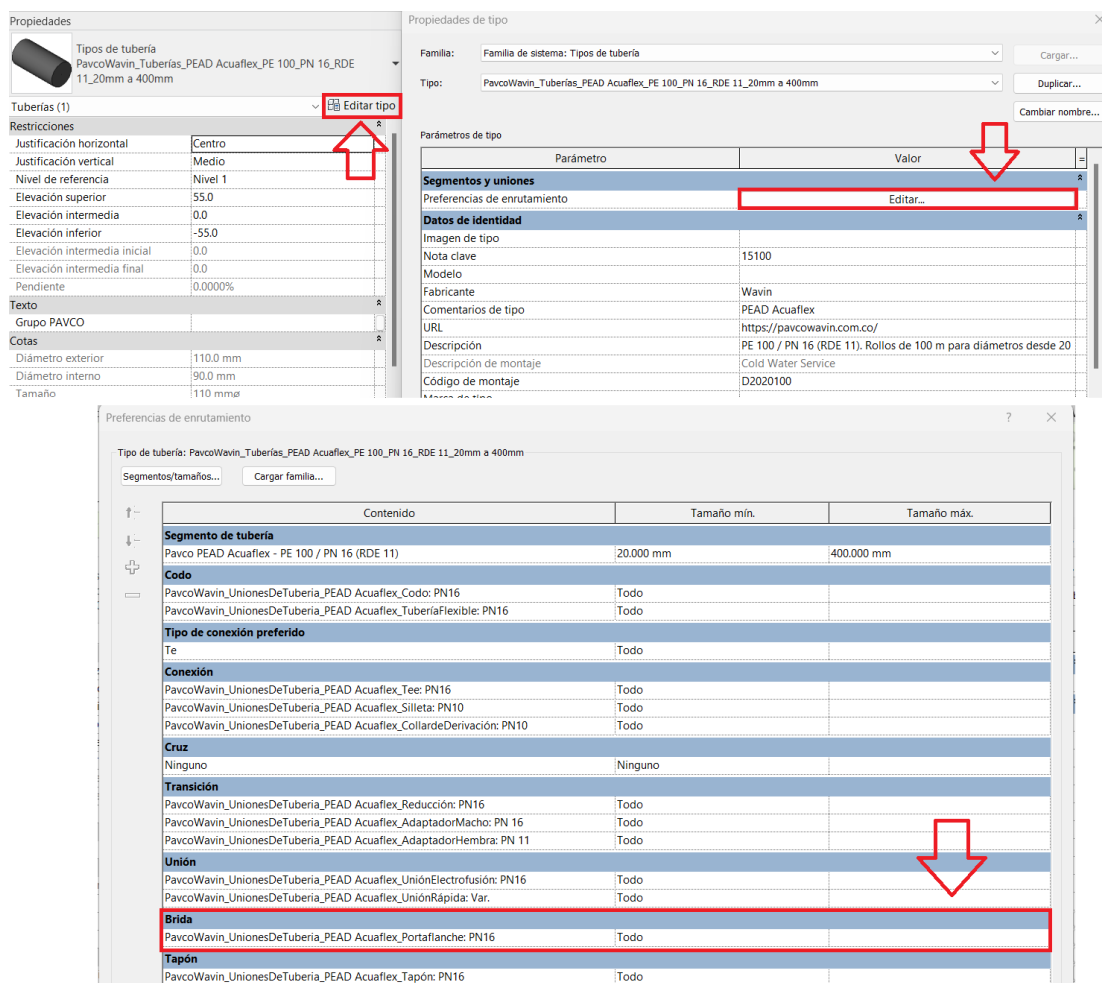 Propiedades
Tipos de tubería
PavcoWavin_Tuberías_PEAD Acuaflex_PE 100_PN 16_RDE
11_20mm a 400mm
Tuberías (1) Editar tipo
Restricciones
Justificación horizontal Centro
Justificación vertical Medio
Nivel de referencia Nivel 1
Elevación superior 55.0
Elevación intermedia 0.0
Elevación inferior -55.0
Elevación intermedia inicial 0.0
Elevación intermedia final 0.0
Pendiente 0.0000%
Texto
Grupo PAVCO
Cotas
Diámetro exterior 110.0 mm
Diámetro interno 90.0 mm
Tamaño 110 mmø
Propiedades de tipo
Familia: Familia de sistema: Tipos de tubería Cargar...
Tipo: PavcoWavin_Tuberías_PEAD Acuaflex_PE 100_PN 16_RDE 11_20mm a 400mm Duplicar...
Cambiar nombre...
Parámetros de tipo
Parámetro Valor =
Segmentos y uniones
Preferencias de enrutamiento Editar...
Datos de identidad
Imagen de tipo
Nota clave 15100
Modelo
Fabricante Wavin
Comentarios de tipo PEAD Acuaflex
URL https://pavcowavin.com.co/
Descripción PE 100 / PN 16 (RDE 11). Rollos de 100 m para diámetros desde 20
Descripción de montaje Cold Water Service
Código de montaje D2020100
Marca de tipo
Preferencias de enrutamiento ?
Tipo de tubería: PavcoWavin_Tuberías_PEAD Acuaflex_PE 100_PN 16_RDE 11_20mm a 400mm
Segmentos/tamaños... Cargar familia...
Contenido Tamaño mín. Tamaño máx.
Segmento de tubería
Pavco PEAD Acuaflex - PE 100 / PN 16 (RDE 11) 20.000 mm 400.000 mm
Codo
PavcoWavin_UnionesDeTuberia_PEAD Acuaflex_Codo: PN16 Todo
PavcoWavin_UnionesDeTuberia_PEAD Acuaflex_TuberíaFlexible: PN16 Todo
Tipo de conexión preferido
Te Todo
Conexión
PavcoWavin_UnionesDeTuberia_PEAD Acuaflex_Tee: PN16 Todo
PavcoWavin_UnionesDeTuberia_PEAD Acuaflex_Silleta: PN10 Todo
PavcoWavin_UnionesDeTuberia_PEAD Acuaflex_CollardeDerivación: PN10 Todo
Cruz
Ninguno Ninguno
Transición
PavcoWavin_UnionesDeTuberia_PEAD Acuaflex_Reducción: PN16 Todo
PavcoWavin_UnionesDeTuberia_PEAD Acuaflex_AdaptadorMacho: PN 16 Todo
PavcoWavin_UnionesDeTuberia_PEAD Acuaflex_AdaptadorHembra: PN 11 Todo
Unión
PavcoWavin_UnionesDeTuberia_PEAD Acuaflex_UniónElectrofusión: PN16 Todo
PavcoWavin_UnionesDeTuberia_PEAD Acuaflex_UniónRápida: Var. Todo
Brida
PavcoWavin_UnionesDeTuberia_PEAD Acuaflex_Portaflanche: PN16 Todo
Tapón
PavcoWavin_UnionesDeTuberia_PEAD Acuaflex_Tapón: PN16 Todo